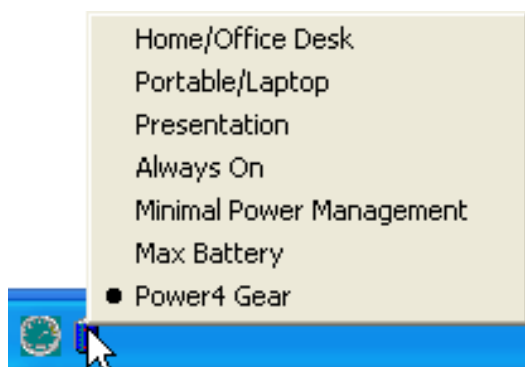 Home/Office Desk
Portable/Laptop
Presentation
Always On
Minimal Power Management
Max Battery
Power4 Gear